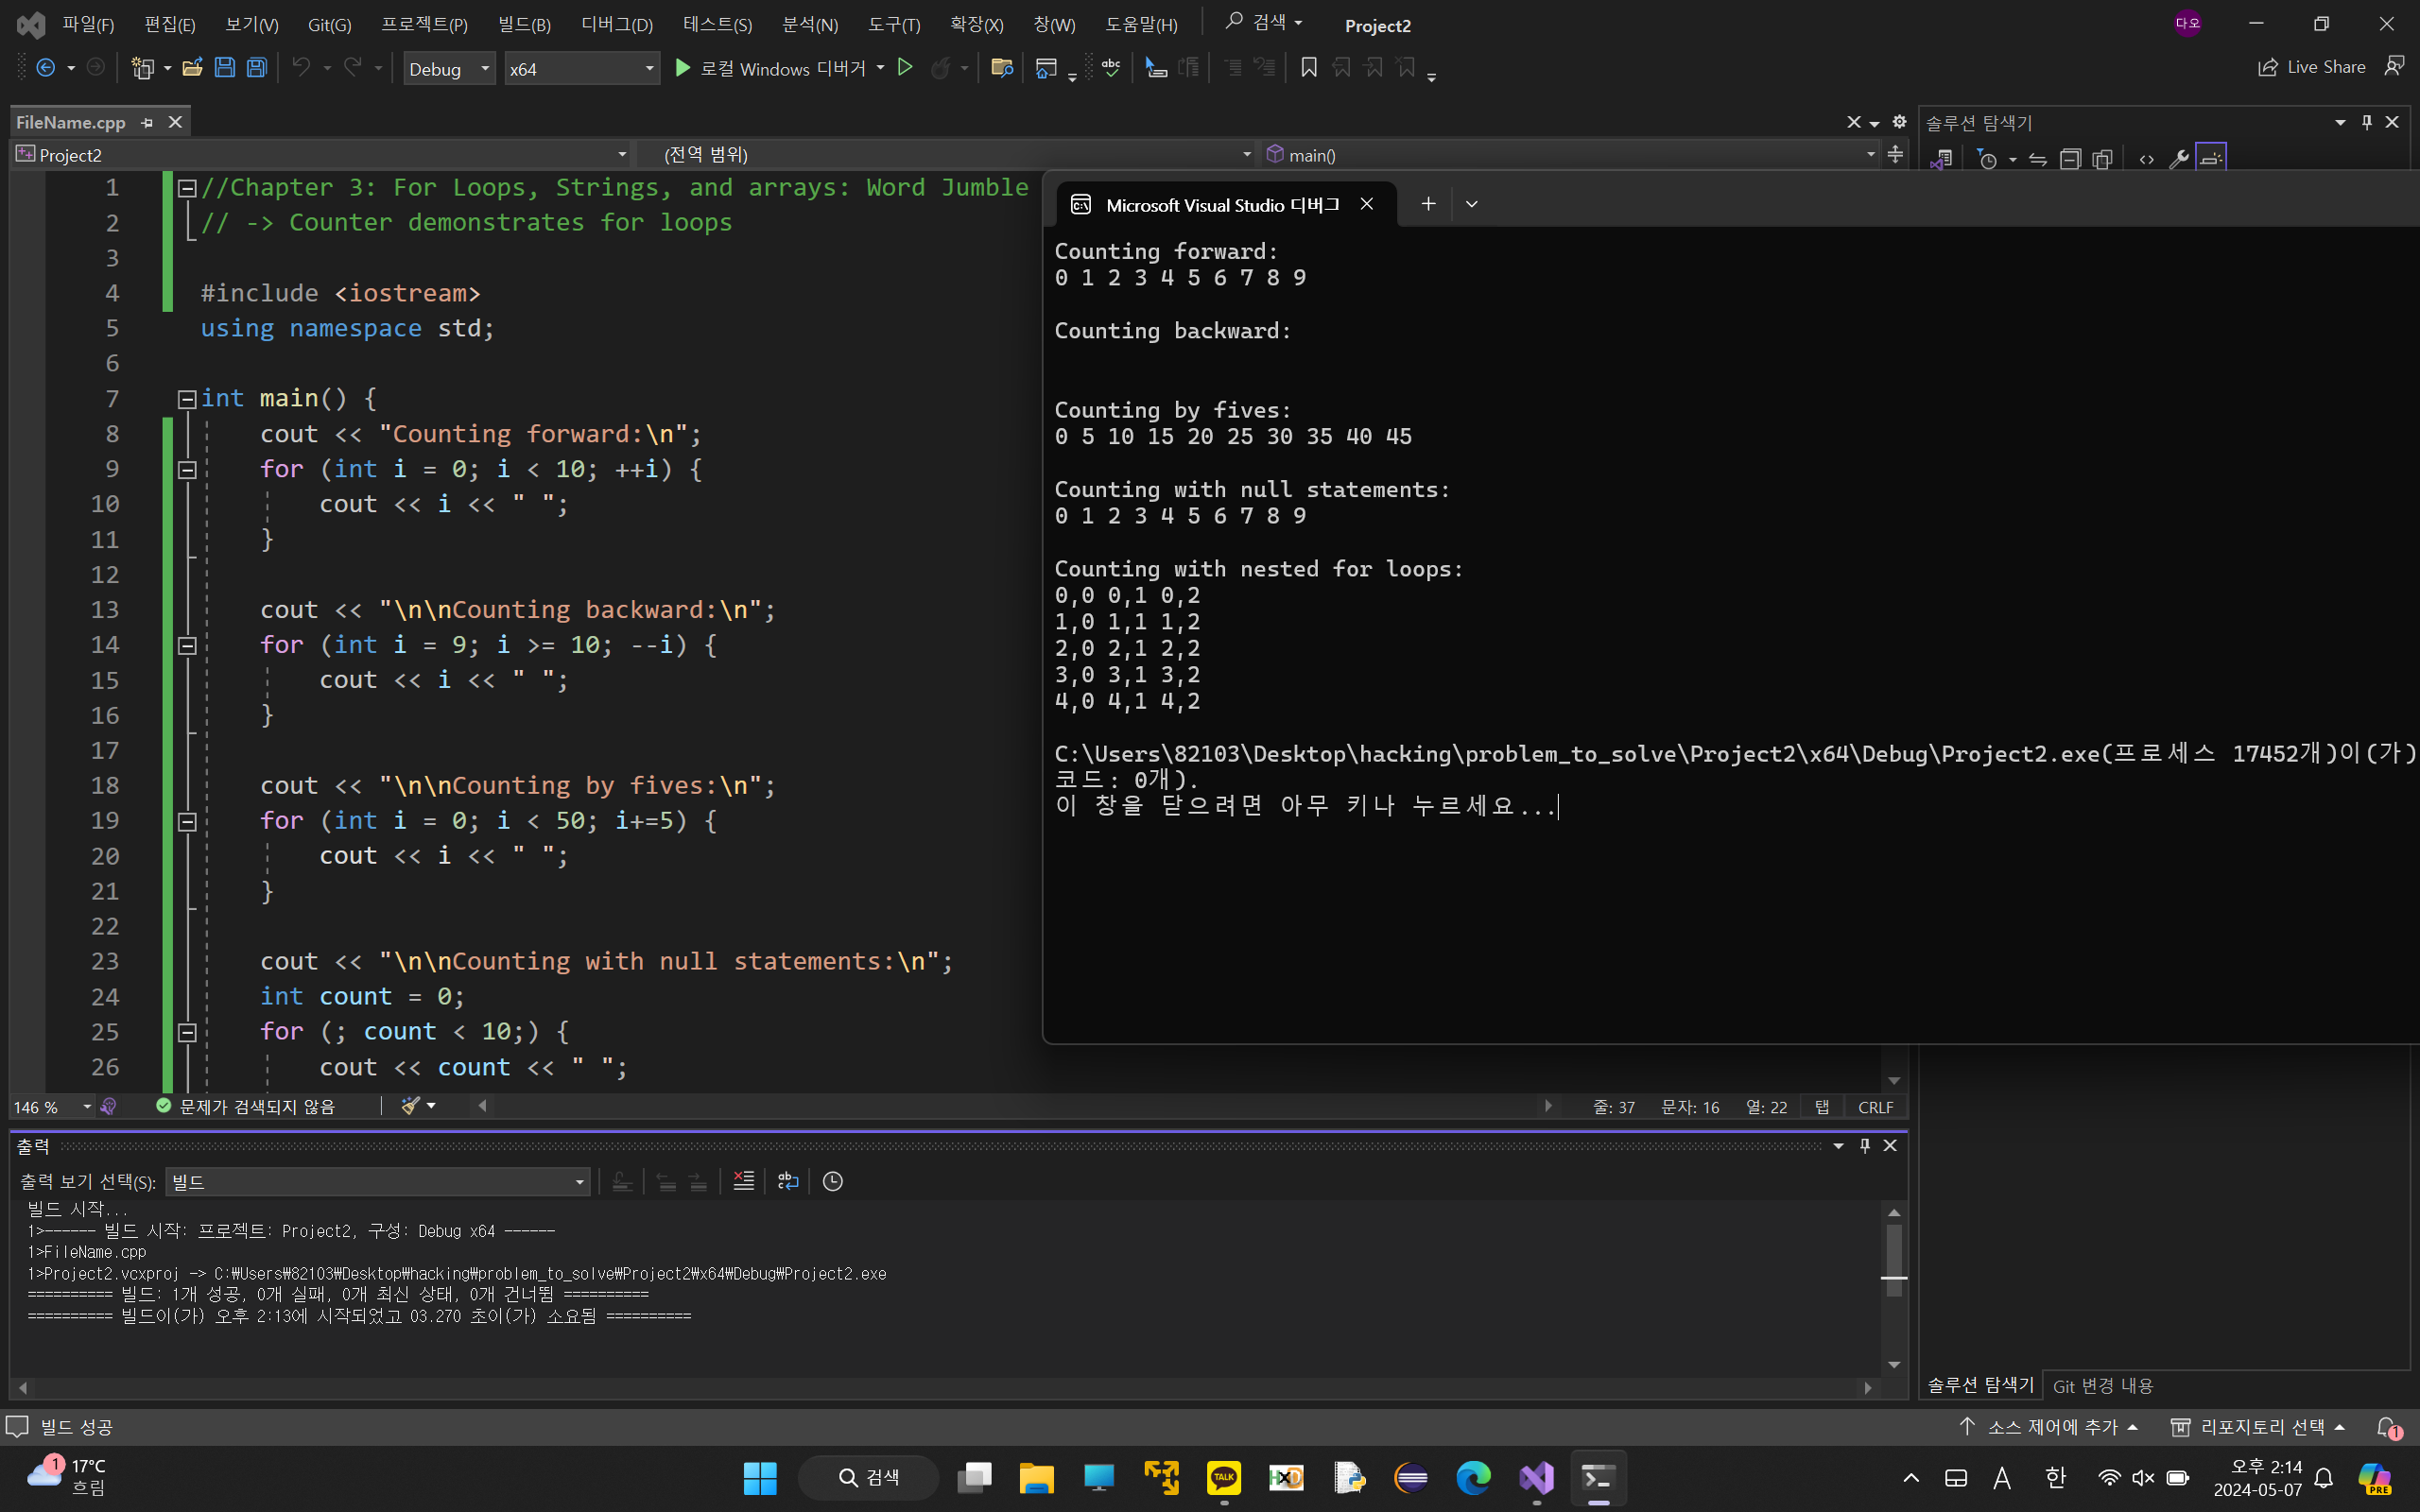 파일(F) 편집(E) 보기(V) Git(G) 프로젝트(P) 빌드(B) 디버그(D) 테스트(S) 분석(N) 도구(T) 확장(X) 창(W) 도움말(H) 검색 Project2 다오
Debug x64 로컬 Windows 디버거 Live Share
FileName.cpp
솔루션 탐색기
Project2 (전역 범위) main()
1 //Chapter 3: For Loops, Strings, and arrays: Word Jumble
2 // -> Counter demonstrates for loops
3
4 #include <iostream>
5 using namespace std;
6
7 int main() {
8 cout << "Counting forward:\n";
9 for (int i = 0; i < 10; ++i) {
10 cout << i << " ";
11 }
12
13 cout << "\n\nCounting backward:\n";
14 for (int i = 9; i >= 10; --i) {
15 cout << i << " ";
16 }
17
18 cout << "\n\nCounting by fives:\n";
19 for (int i = 0; i < 50; i+=5) {
20 cout << i << " ";
21 }
22
23 cout << "\n\nCounting with null statements:\n";
24 int count = 0;
25 for (; count < 10;) {
26 cout << count << " ";
Microsoft Visual Studio 디버그
Counting forward:
0 1 2 3 4 5 6 7 8 9
Counting backward:
Counting by fives:
0 5 10 15 20 25 30 35 40 45
Counting with null statements:
0 1 2 3 4 5 6 7 8 9
Counting with nested for loops:
0,0 0,1 0,2
1,0 1,1 1,2
2,0 2,1 2,2
3,0 3,1 3,2
4,0 4,1 4,2
C:\Users\82103\Desktop\hacking\problem_to_solve\Project2\x64\Debug\Project2.exe(프로세스 17452개)이(가)
코드: 0개).
이 창을 닫으려면 아무 키나 누르세요...
146 % 문제가 검색되지 않음 줄: 37 문자: 16 열: 22 탭 CRLF
출력
출력 보기 선택(S): 빌드
빌드 시작...
1>------ 빌드 시작: 프로젝트: Project2, 구성: Debug x64 ------
1>FileName.cpp
1>Project2.vcxproj -> C:₩Users₩82103₩Desktop₩hacking₩problem_to_solve₩Project2₩x64₩Debug₩Project2.exe
========== 빌드: 1개 성공, 0개 실패, 0개 최신 상태, 0개 건너뜀 ==========
========== 빌드이(가) 오후 2:13에 시작되었고 03.270 초이(가) 소요됨 ==========
솔루션 탐색기 Git 변경 내용
빌드 성공 소스 제어에 추가 리포지토리 선택 1
1 17°C
흐림
검색
TALK
HXD
A 한
오후 2:14
2024-05-07
PRE